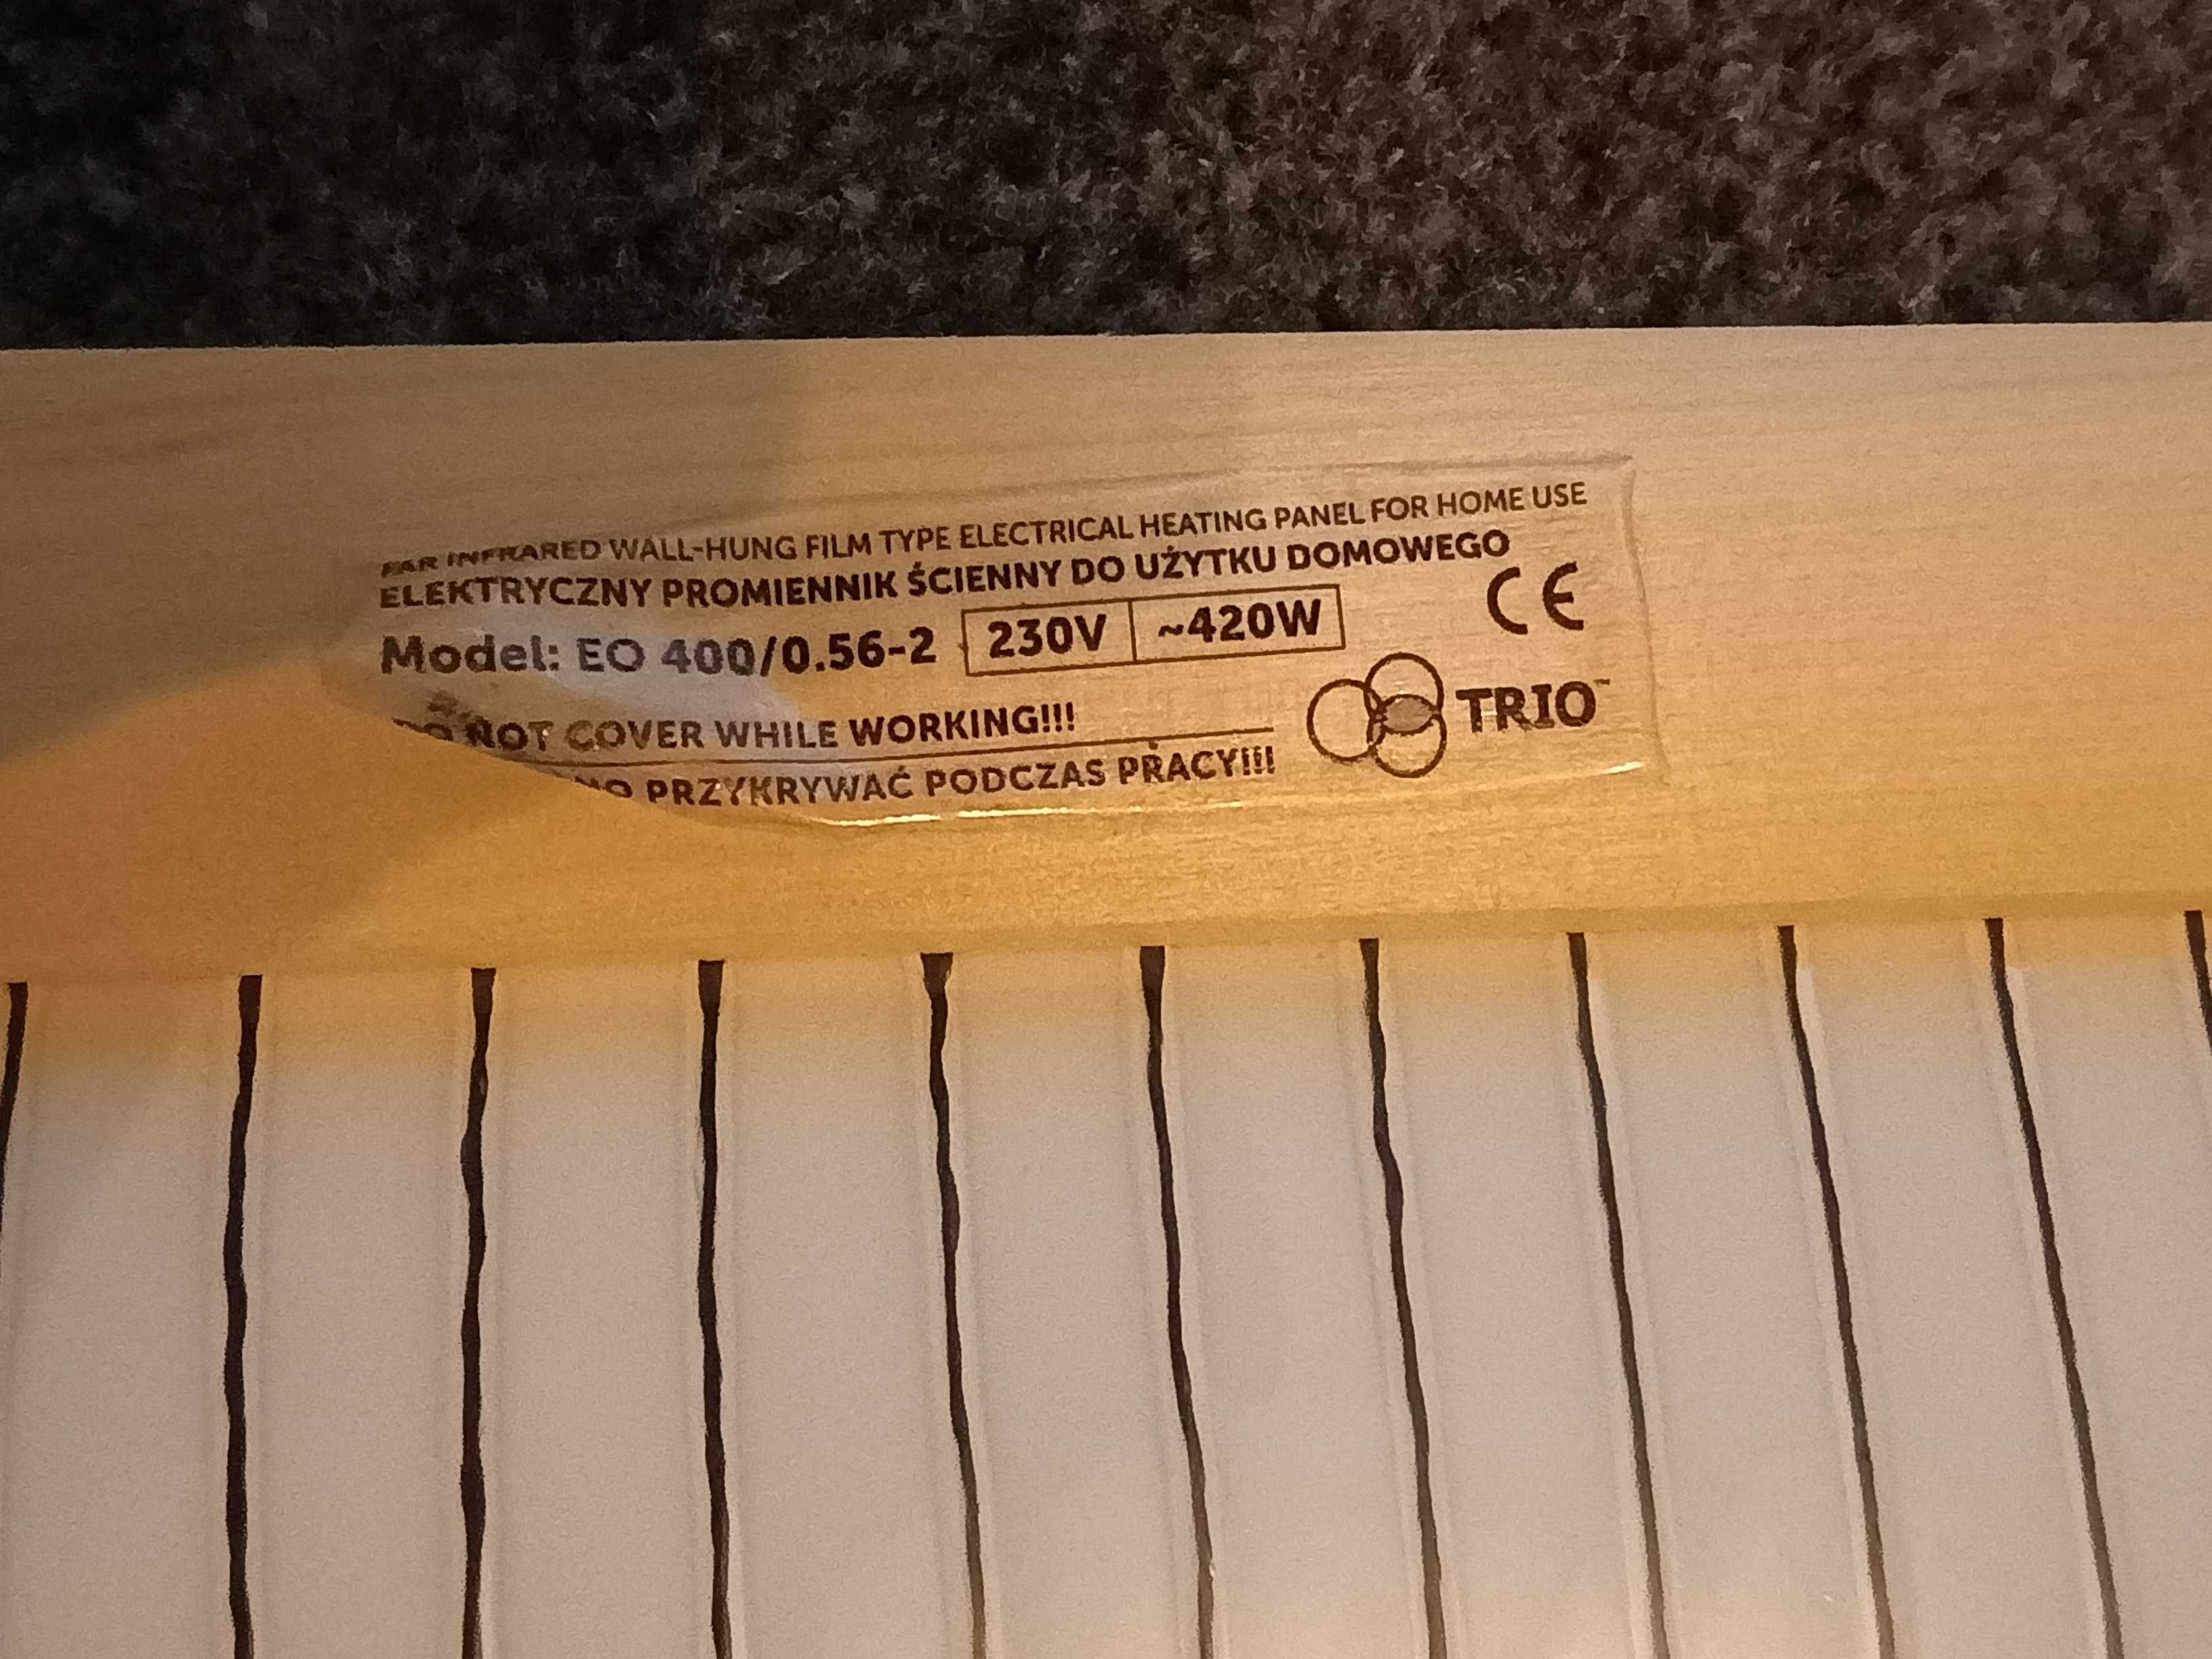 FAR INFRARED WALL-HUNG FILM TYPE ELECTRICAL HEATING PANEL FOR HOME USE
ELEKTRYCZNY PROMIENNIK ŚCIENNY DO UŻYTKU DOMOWEGO
Model: EO 400/0.56-2 230V ~420W CE
NOT COVER WHILE WORKING!!!
TRIO™
PRZYKRYWAĆ PODCZAS PRACY!!!